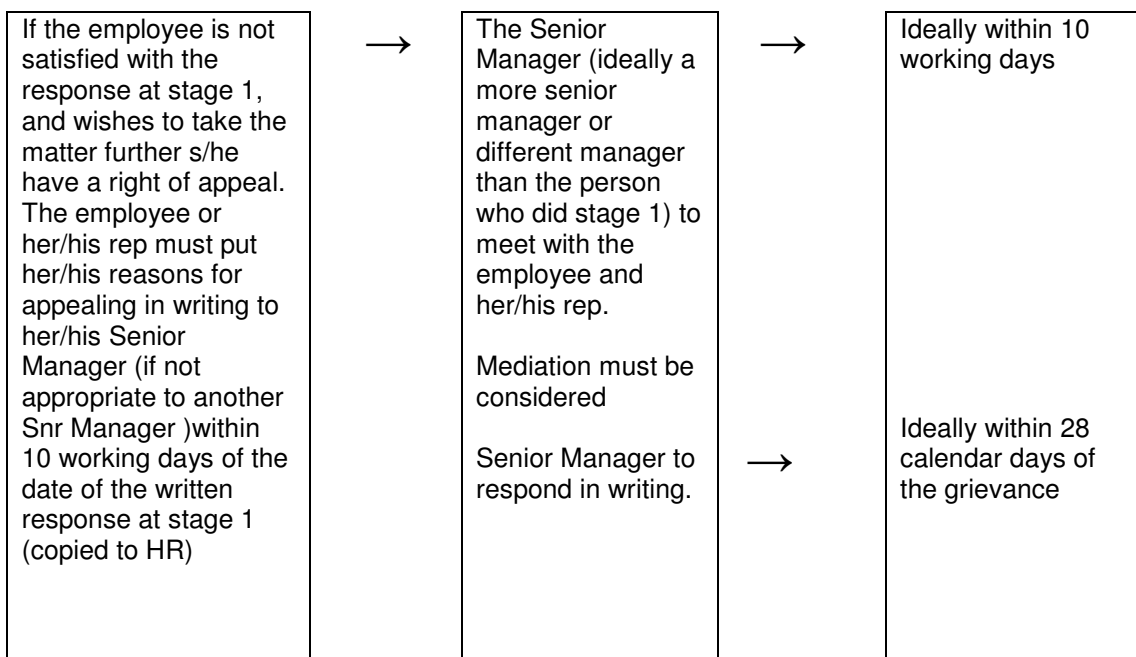 If the employee is not
satisfied with the
response at stage 1,
and wishes to take the
matter further s/he
have a right of appeal.
The employee or
her/his rep must put
her/his reasons for
appealing in writing to
her/his Senior
Manager (if not
appropriate to another
Snr Manager )within
10 working days of the
date of the written
response at stage 1
(copied to HR)
→
The Senior
Manager (ideally a
more senior
manager or
different manager
than the person
who did stage 1) to
meet with the
employee and
her/his rep.
Mediation must be
considered
Senior Manager to
respond in writing.
→
Ideally within 10
working days
→
Ideally within 28
calendar days of
the grievance